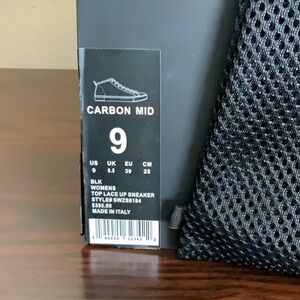 CARBON MID
9
US UK EU CM
9 6.5 39 25
BLK
WOMENS
TOP LACE UP SNEAKER
STYLE# SWZS8184
$395.00
MADE IN ITALY